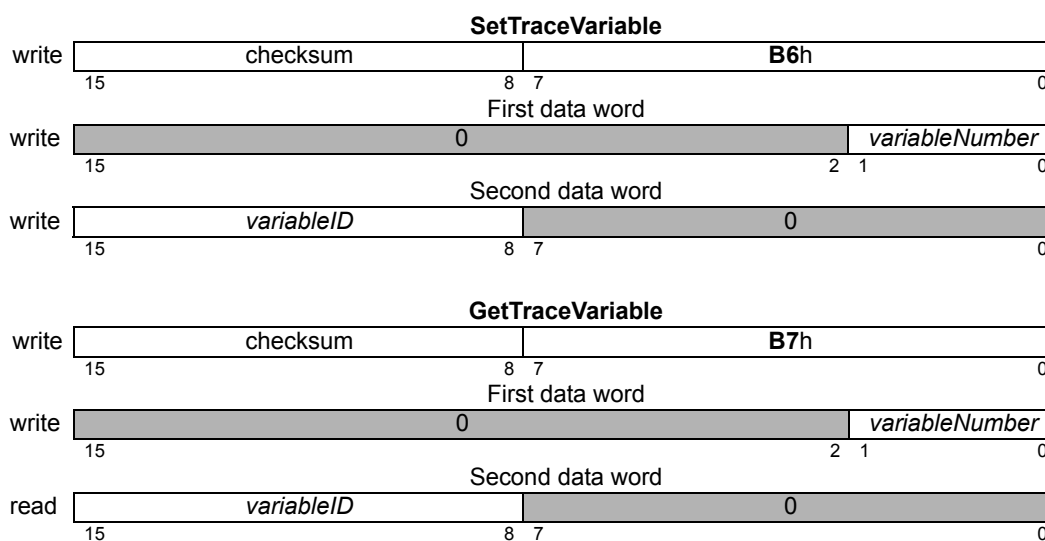 SetTraceVariable
write checksum B6h
15 8 7 0
First data word
write 0 variableNumber
15 2 1 0
Second data word
write variableID 0
15 8 7 0
GetTraceVariable
write checksum B7h
15 8 7 0
First data word
write 0 variableNumber
15 2 1 0
Second data word
read variableID 0
15 8 7 0